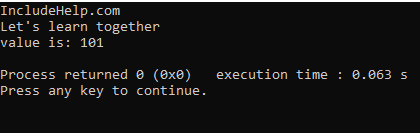 IncludeHelp.com
Let's learn together
value is: 101
Process returned 0 (0x0)   execution time : 0.063 s
Press any key to continue.